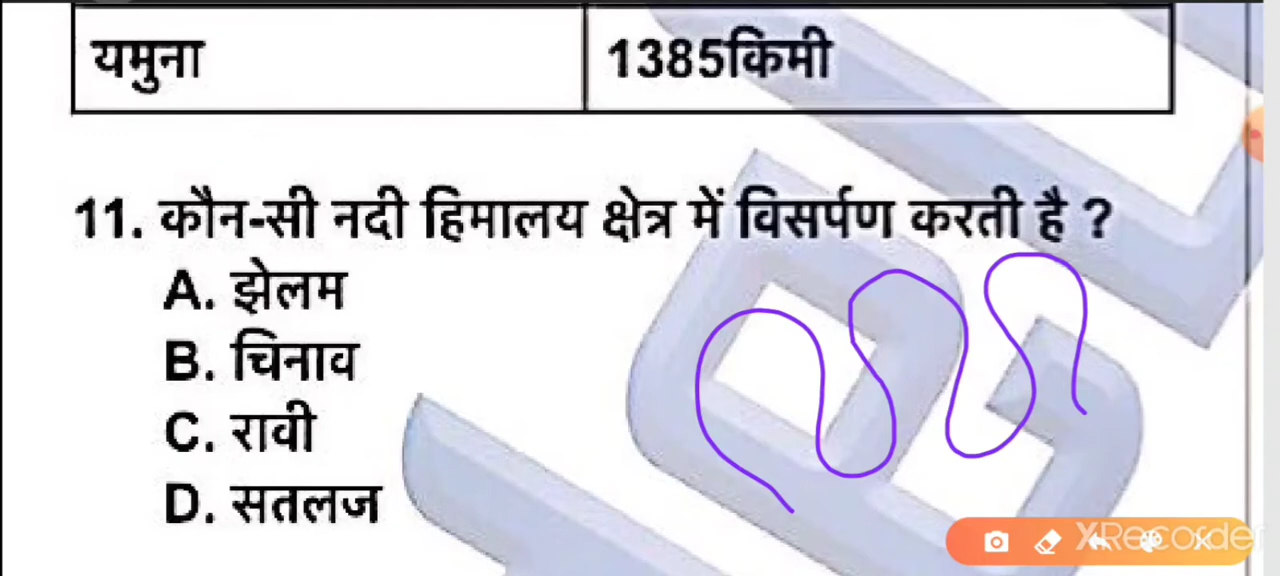 यमुना 1385किमी
11. कौन-सी नदी हिमालय क्षेत्र में विसर्पण करती है ?
A. झेलम
B. चिनाव
C. रावी
D. सतलज
XRecorder